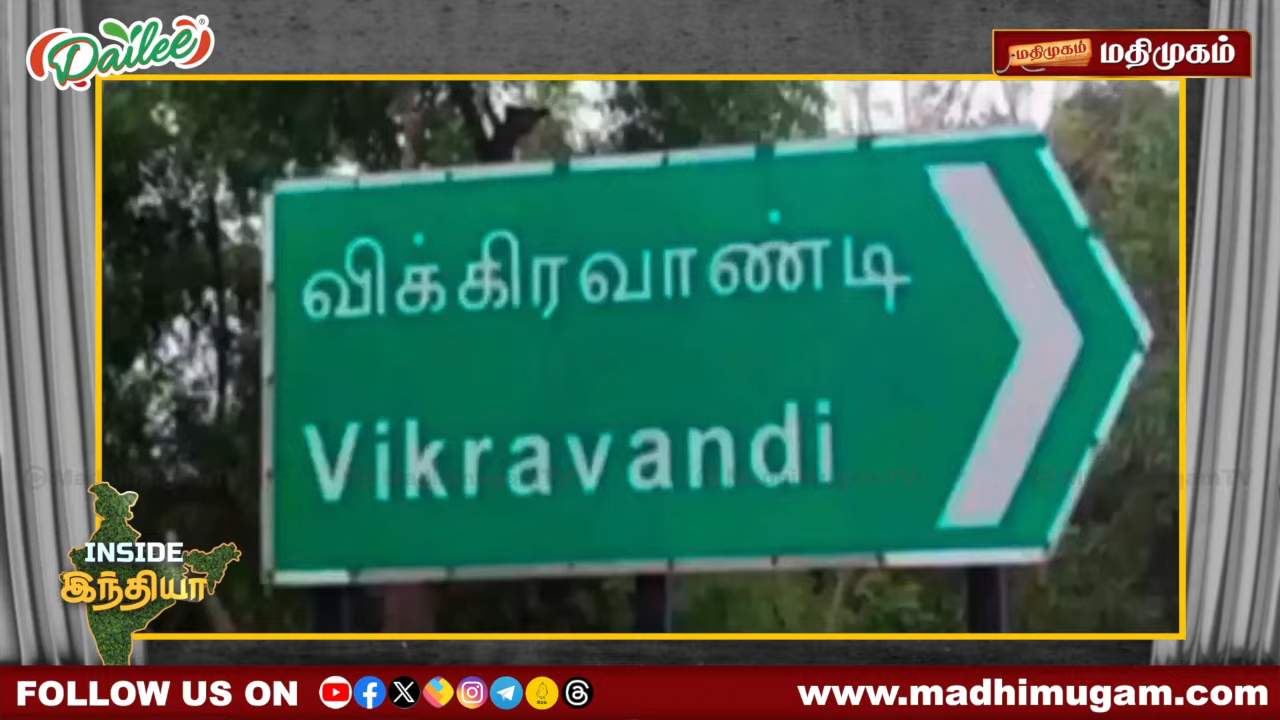 Dailee
மதிமுகம் மதிமுகம்
விக்கிரவாண்டி
Vikravandi
INSIDE
இந்தியா
FOLLOW US ON
www.madhimugam.com